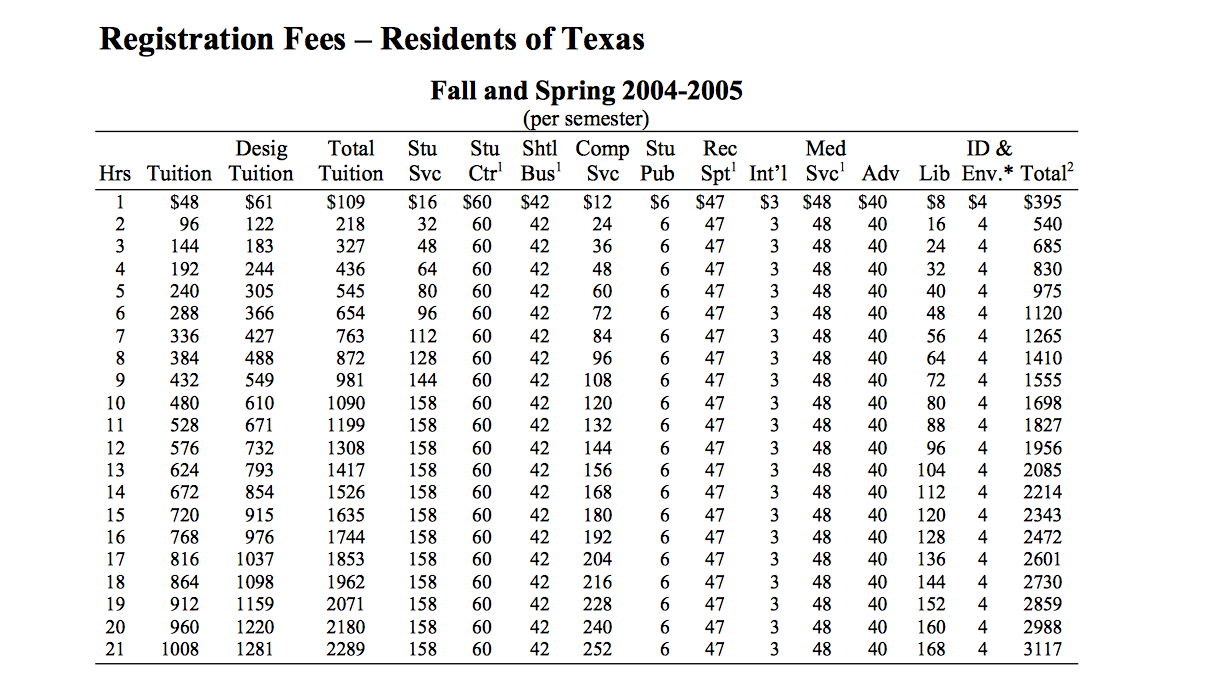 Registration Fees – Residents of Texas
Fall and Spring 2004-2005
(per semester)
Desig Total Stu Stu Shtl Comp Stu Rec Med ID &
Hrs Tuition Tuition Tuition Svc Ctr¹ Bus¹ Svc Pub Spt¹ Int’l Svc¹ Adv Lib Env.* Total²
1 $48 $61 $109 $16 $60 $42 $12 $6 $47 $3 $48 $40 $8 $4 $395
2 96 122 218 32 60 42 24 6 47 3 48 40 16 4 540
3 144 183 327 48 60 42 36 6 47 3 48 40 24 4 685
4 192 244 436 64 60 42 48 6 47 3 48 40 32 4 830
5 240 305 545 80 60 42 60 6 47 3 48 40 40 4 975
6 288 366 654 96 60 42 72 6 47 3 48 40 48 4 1120
7 336 427 763 112 60 42 84 6 47 3 48 40 56 4 1265
8 384 488 872 128 60 42 96 6 47 3 48 40 64 4 1410
9 432 549 981 144 60 42 108 6 47 3 48 40 72 4 1555
10 480 610 1090 158 60 42 120 6 47 3 48 40 80 4 1698
11 528 671 1199 158 60 42 132 6 47 3 48 40 88 4 1827
12 576 732 1308 158 60 42 144 6 47 3 48 40 96 4 1956
13 624 793 1417 158 60 42 156 6 47 3 48 40 104 4 2085
14 672 854 1526 158 60 42 168 6 47 3 48 40 112 4 2214
15 720 915 1635 158 60 42 180 6 47 3 48 40 120 4 2343
16 768 976 1744 158 60 42 192 6 47 3 48 40 128 4 2472
17 816 1037 1853 158 60 42 204 6 47 3 48 40 136 4 2601
18 864 1098 1962 158 60 42 216 6 47 3 48 40 144 4 2730
19 912 1159 2071 158 60 42 228 6 47 3 48 40 152 4 2859
20 960 1220 2180 158 60 42 240 6 47 3 48 40 160 4 2988
21 1008 1281 2289 158 60 42 252 6 47 3 48 40 168 4 3117